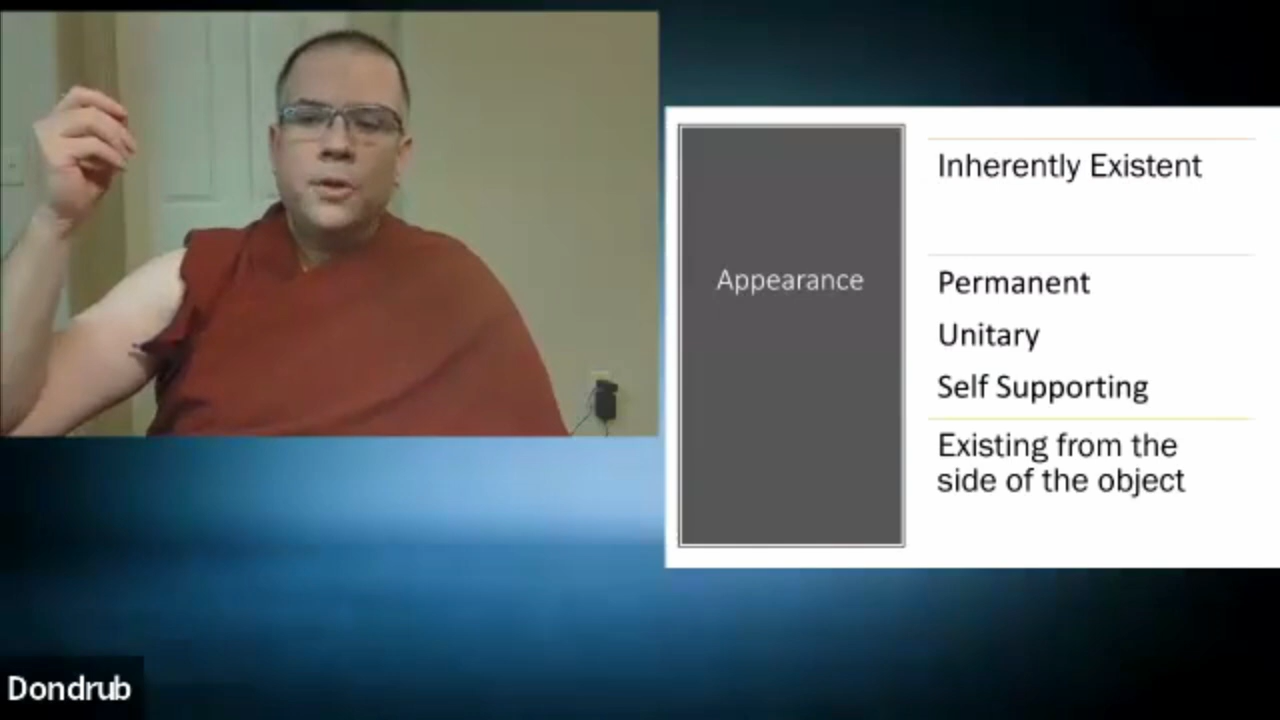 Appearance
Inherently Existent
Permanent
Unitary
Self Supporting
Existing from the
side of the object
Dondrub